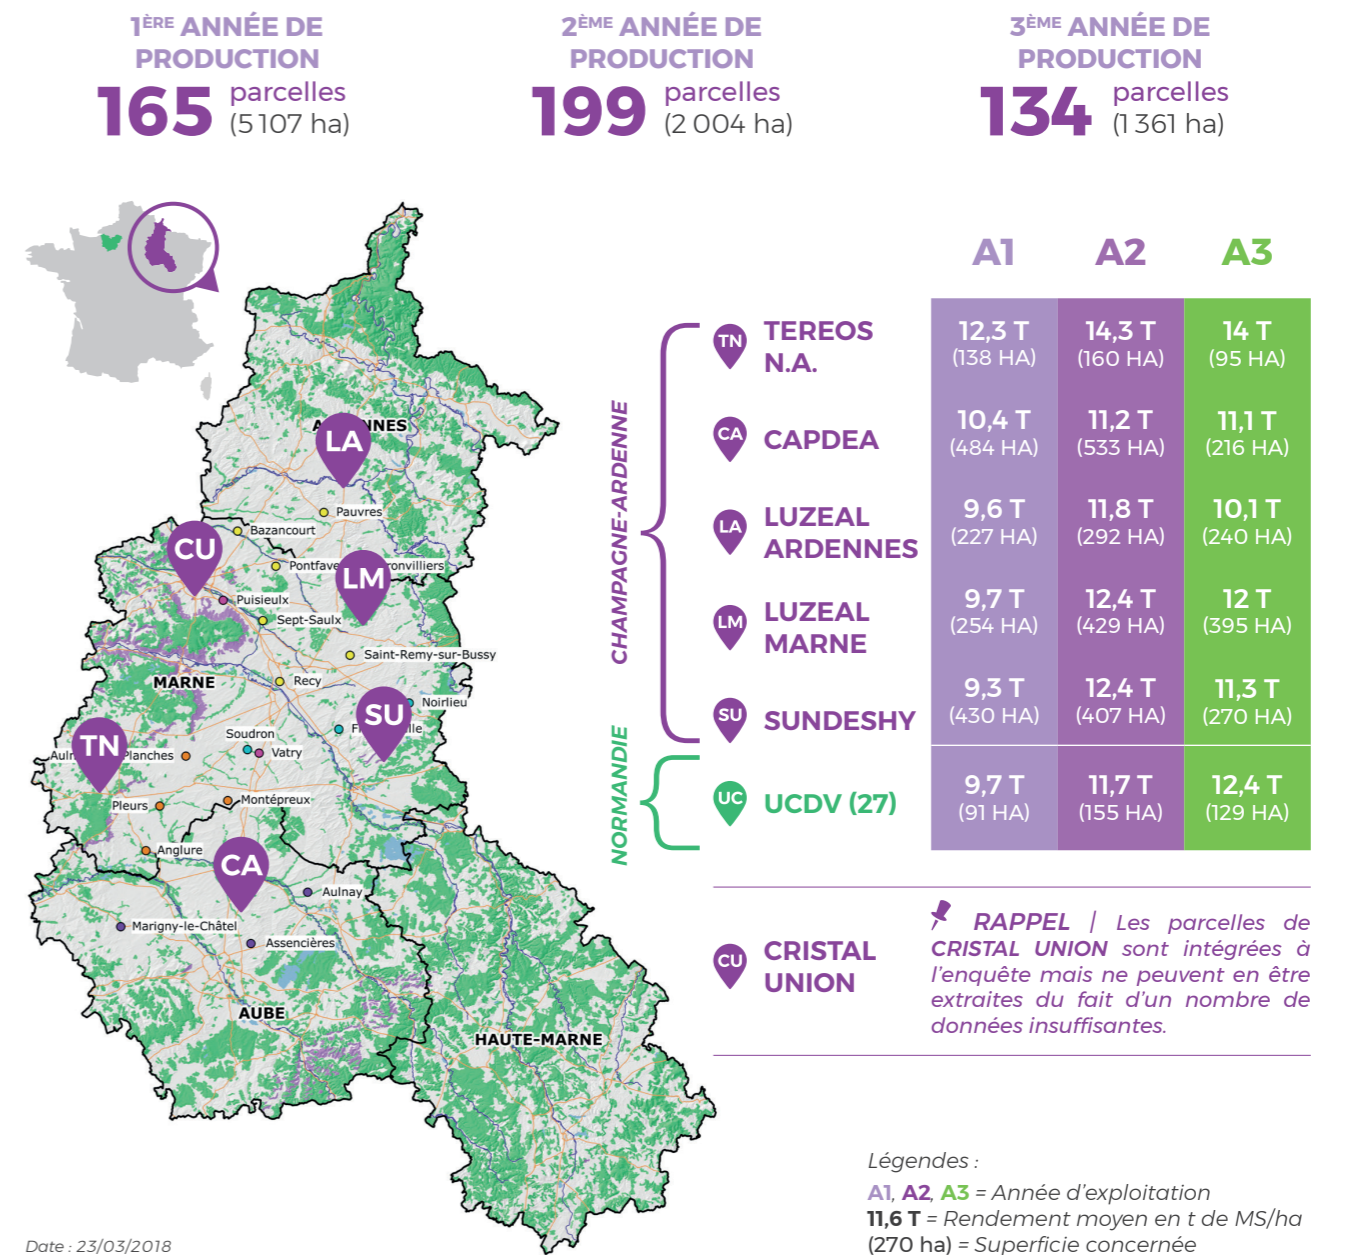 1ÈRE ANNÉE DE
PRODUCTION
165 parcelles
(5 107 ha)
2ÈME ANNÉE DE
PRODUCTION
199 parcelles
(2 004 ha)
3ÈME ANNÉE DE
PRODUCTION
134 parcelles
(1 361 ha)
LA
Pauvres
Bazancourt
CU
LM
Puisieulx
Sept-Saulx
Saint-Remy-sur-Bussy
MARNE
Recy
Noirlieu
SU
Soudron
Vatry
TN
Planches
Pleurs
Montépreux
Anglure
CA
Aulnay
Marigny-le-Châtel
Assencières
AUBE
HAUTE-MARNE
Date : 23/03/2018
A1 A2 A3
CHAMPAGNE-ARDENNE
TN TEREOS
N.A.
12,3 T 14,3 T 14 T
(138 HA) (160 HA) (95 HA)
CA CAPDEA
10,4 T 11,2 T 11,1 T
(484 HA) (533 HA) (216 HA)
LA LUZEAL
ARDENNES
9,6 T 11,8 T 10,1 T
(227 HA) (292 HA) (240 HA)
LM LUZEAL
MARNE
9,7 T 12,4 T 12 T
(254 HA) (429 HA) (395 HA)
SU SUNDESHY
9,3 T 12,4 T 11,3 T
(430 HA) (407 HA) (270 HA)
NORMANDIE
UC UCDV (27)
9,7 T 11,7 T 12,4 T
(91 HA) (155 HA) (129 HA)
CU CRISTAL
UNION
RAPPEL | Les parcelles de
CRISTAL UNION sont intégrées à
l'enquête mais ne peuvent en être
extraites du fait d'un nombre de
données insuffisantes.
Légendes :
A1, A2, A3 = Année d'exploitation
11,6 T = Rendement moyen en t de MS/ha
(270 ha) = Superficie concernée